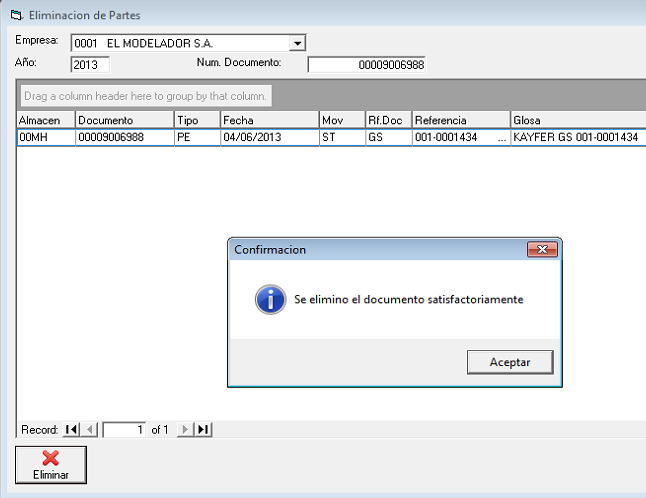 Eliminacion de Partes
Empresa: 0001 EL MODELADOR S.A.
Año: 2013 Num. Documento: 00009006988
Drag a column header here to group by that column.
Almacen Documento Tipo Fecha Mov Rf.Doc Referencia Glosa
00MH 00009006988 PE 04/06/2013 ST GS 001-0001434 ... KAYFER GS 001-0001434
Confirmacion
Se elimino el documento satisfactoriamente
Aceptar
Record: 1 of 1
Eliminar